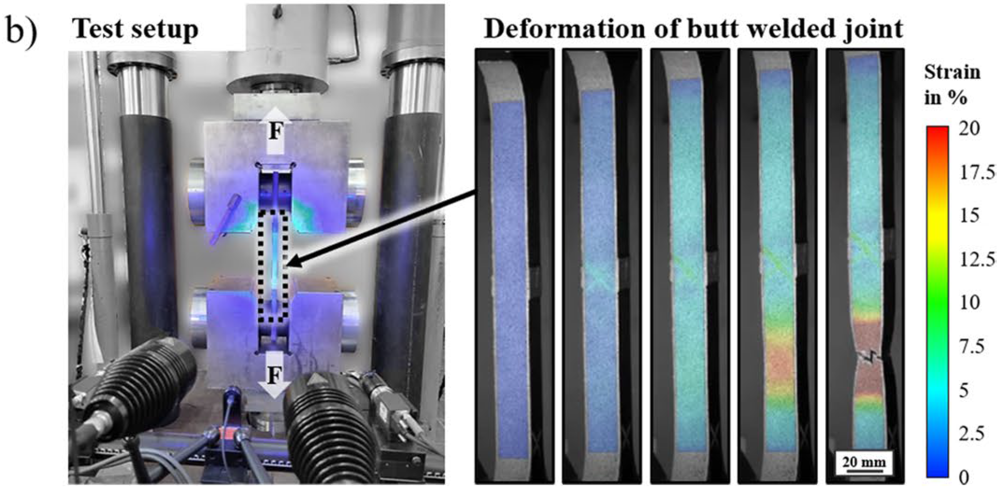 b)
Test setup
Deformation of butt welded joint
F
F
Strain
in %
20
17.5
15
12.5
10
7.5
5
2.5
0
20 mm